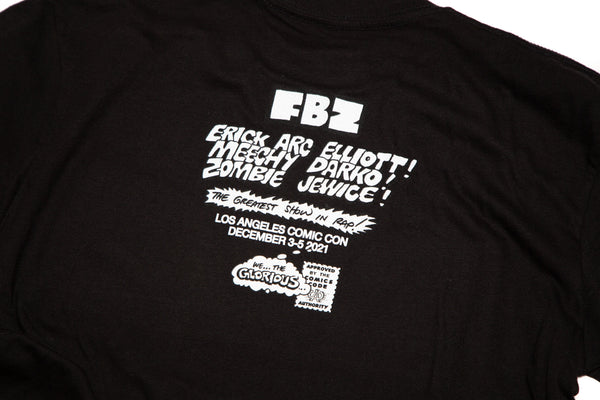 FBZ
ERICK ARC ELLIOTT!
MEECHY DARKO!
ZOMBIE JEWICE!
THE GREATEST SHOW IN RAP!
LOS ANGELES COMIC CON
DECEMBER 3-5 2021
WE... THE
GLORIOUS...
APPROVED
BY THE
COMICS
CODE
AUTHORITY